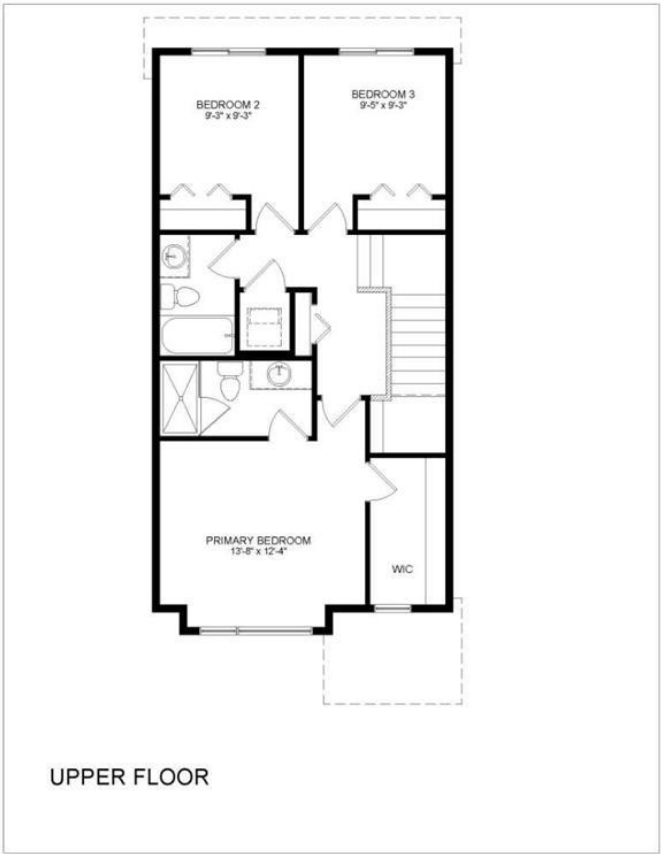 BEDROOM 2
9'-3" x 9'-3"
BEDROOM 3
9'-5" x 9'-3"
PRIMARY BEDROOM
13'-8" x 12'-4"
WIC
UPPER FLOOR